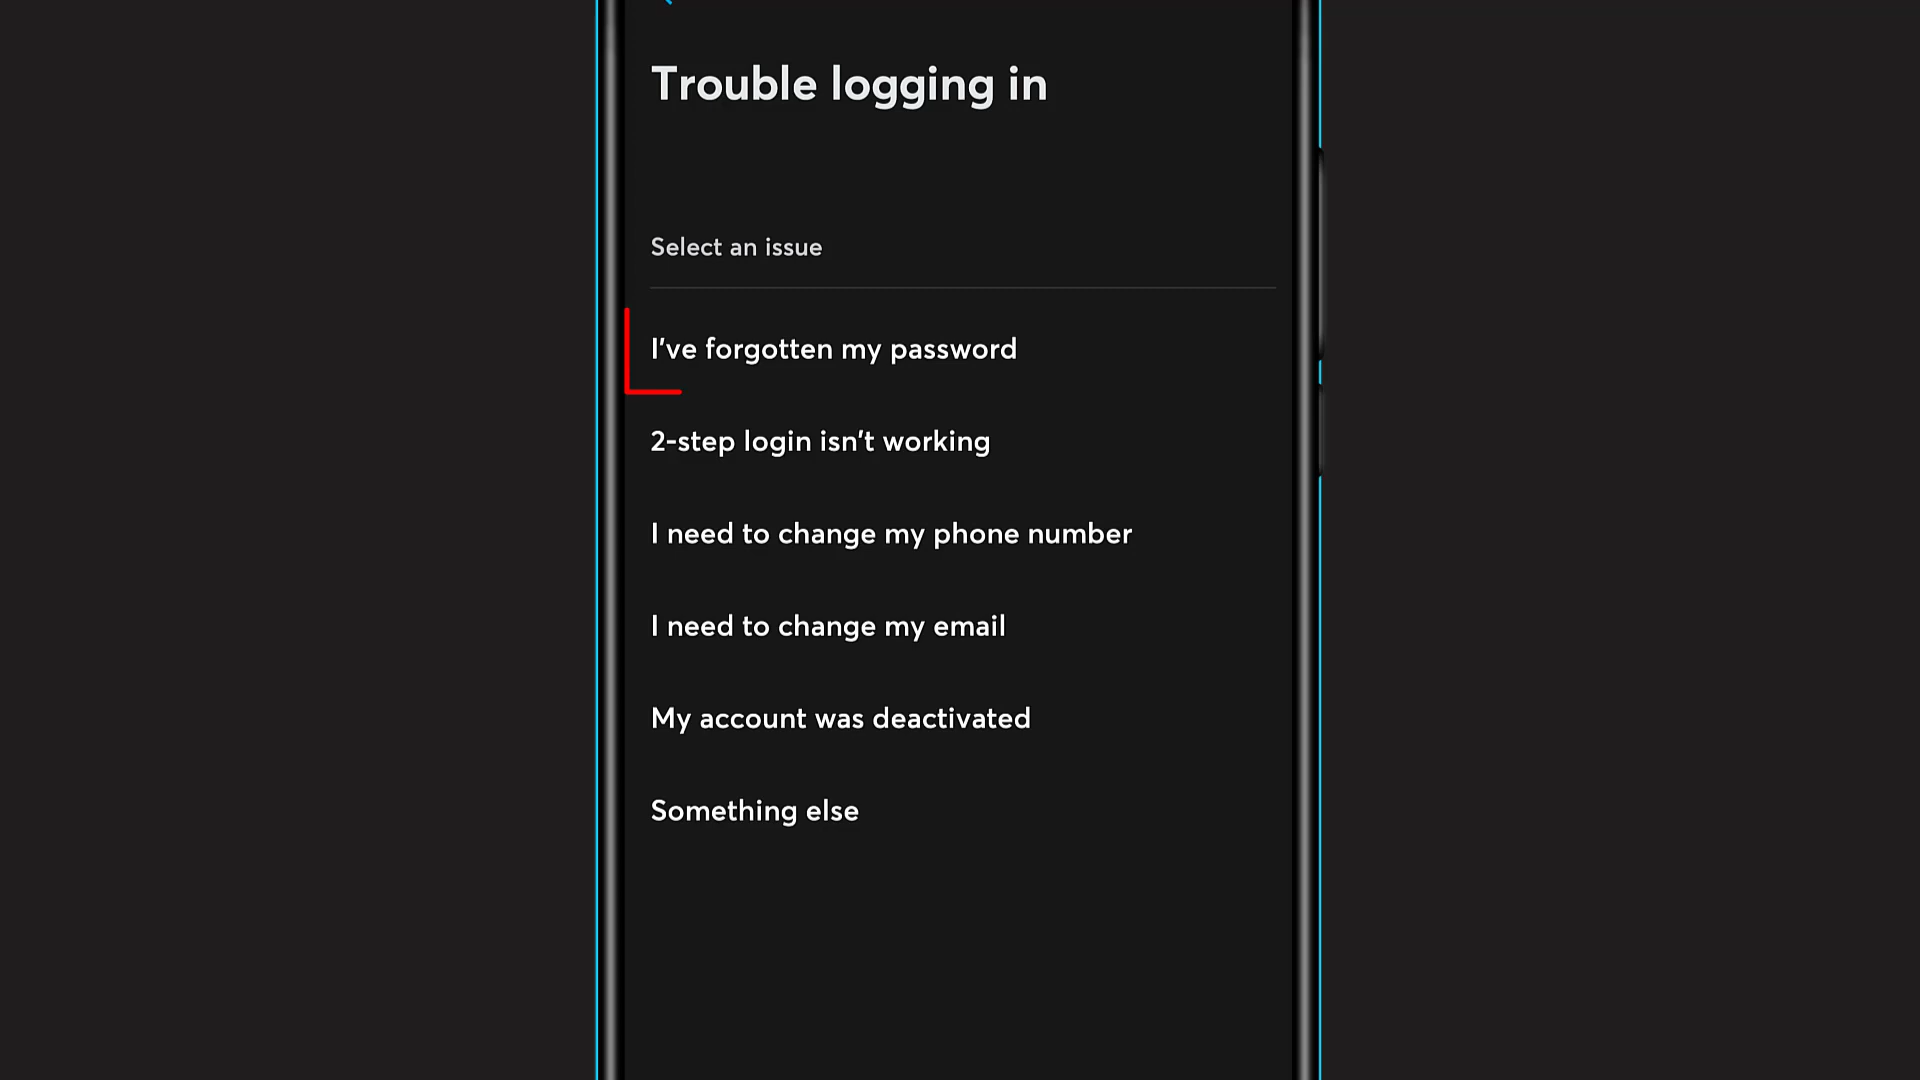 Trouble logging in
Select an issue
I've forgotten my password
2-step login isn't working
I need to change my phone number
I need to change my email
My account was deactivated
Something else